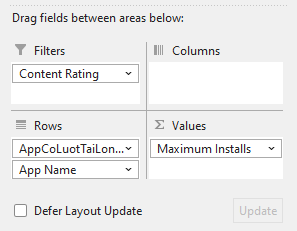 Drag fields between areas below:
Filters
Columns
Content Rating
Rows
Σ Values
AppCoLuotTaiLon...
Maximum Installs
App Name
Defer Layout Update
Update